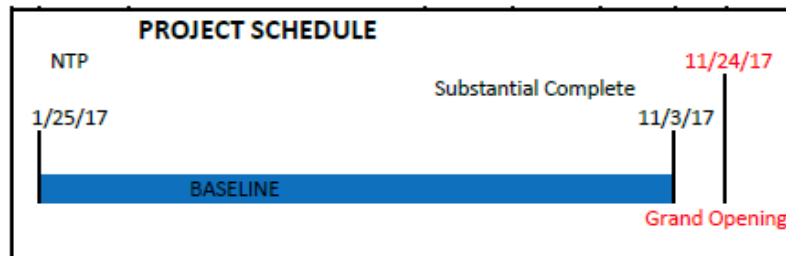 PROJECT SCHEDULE
NTP
11/24/17
Substantial Complete
1/25/17
11/3/17
BASELINE
Grand Opening